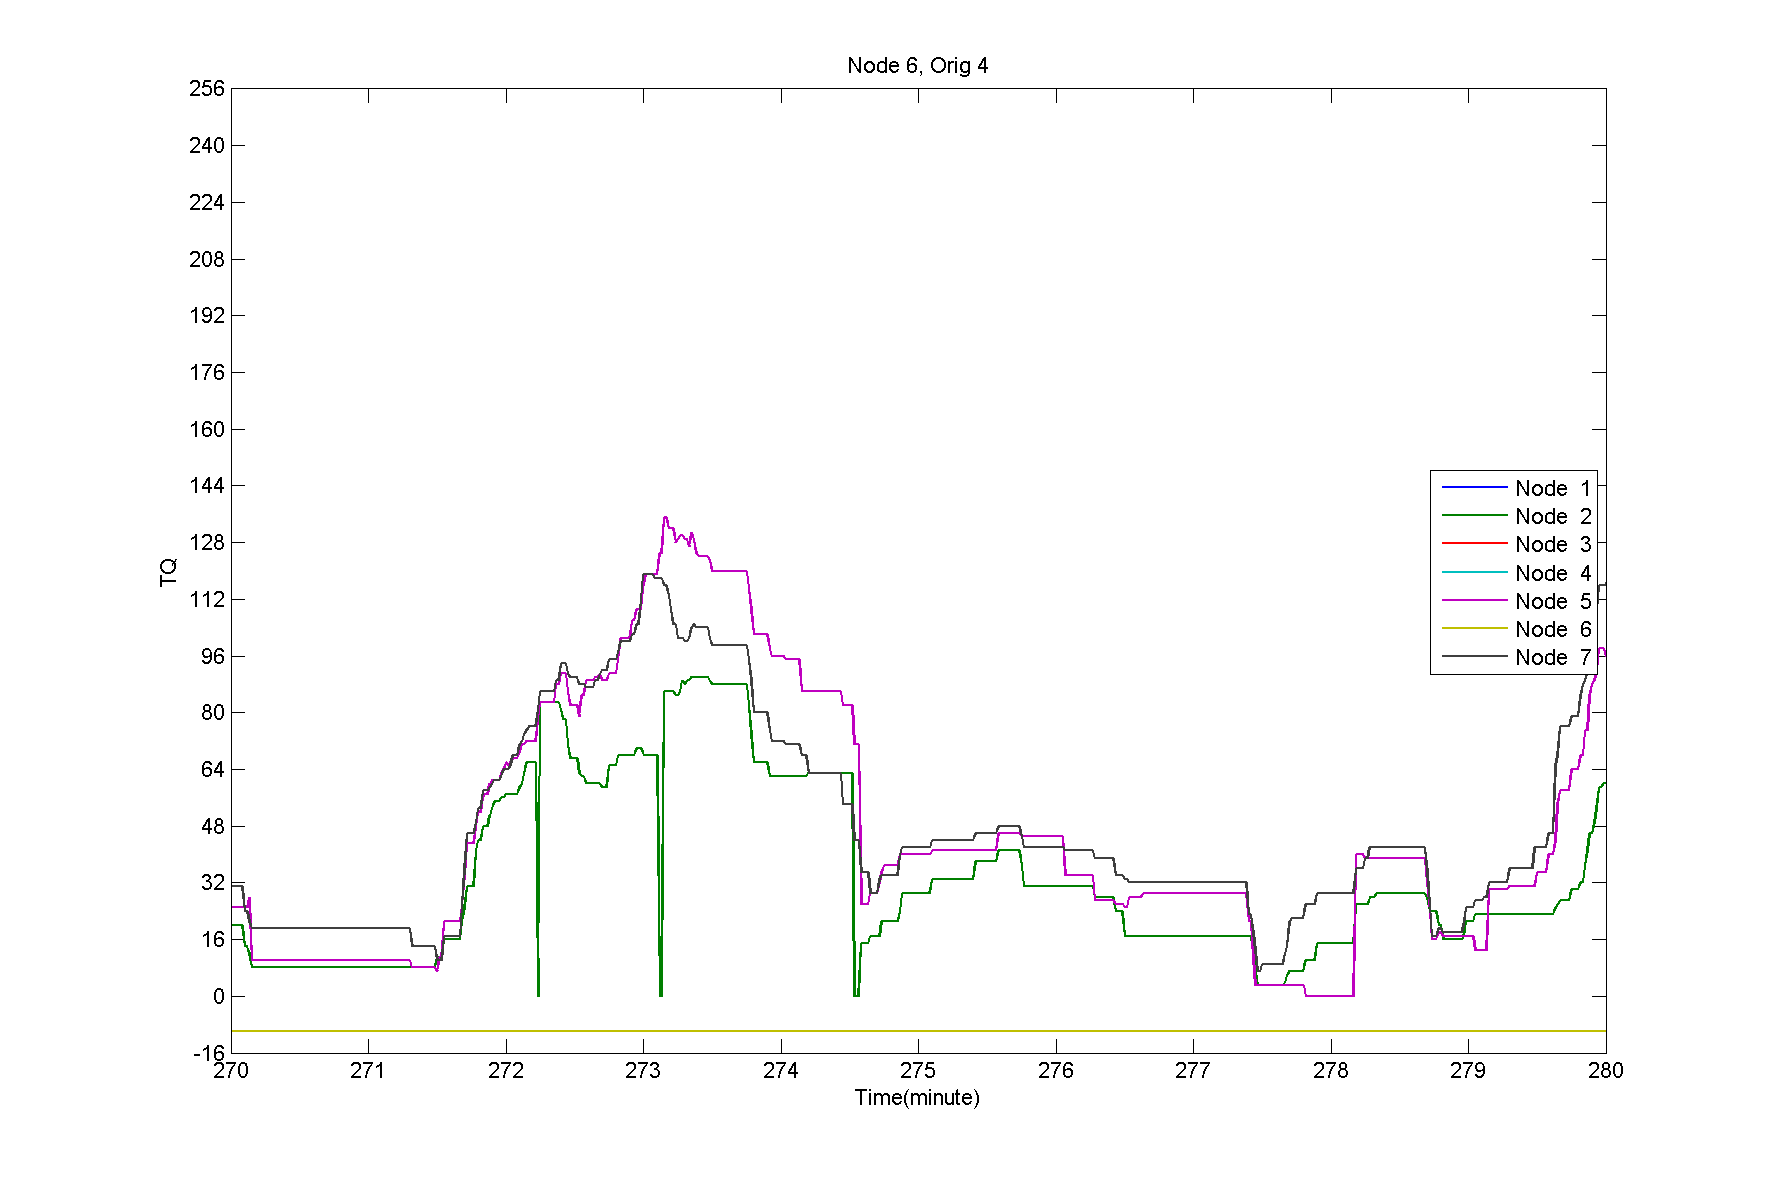 Node 6, Orig 4
256
240
224
208
192
176
160
144
128
112
96
80
64
48
32
16
0
-16
TQ
Node 1
Node 2
Node 3
Node 4
Node 5
Node 6
Node 7
270 271 272 273 274 275 276 277 278 279 280
Time(minute)